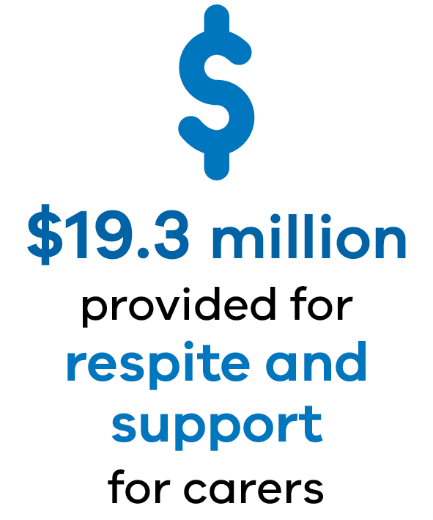 $
$19.3 million
provided for
respite and
support
for carers